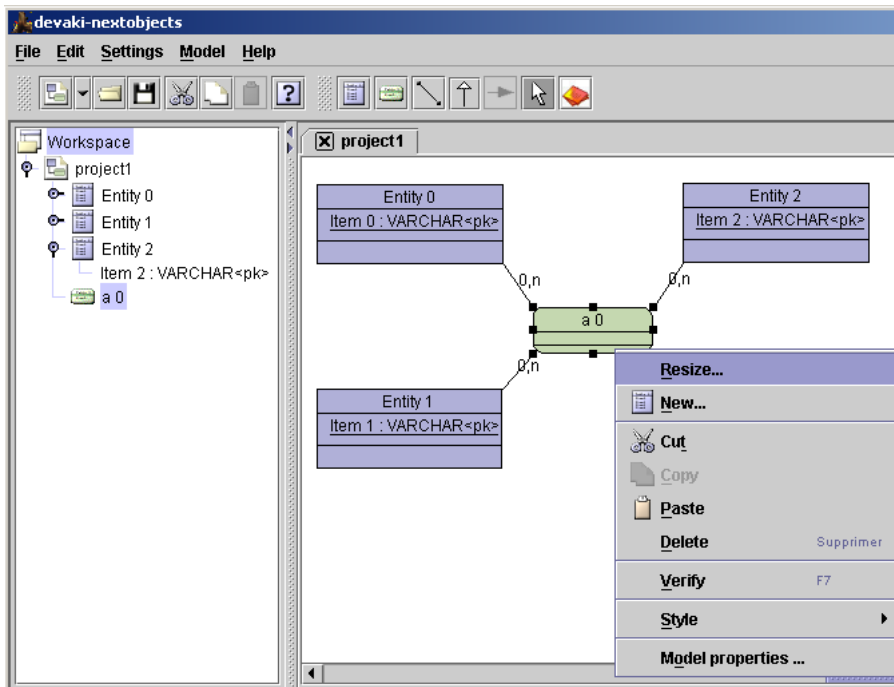 devaki-nextobjects
File Edit Settings Model Help
Workspace
project1
Entity 0
Entity 1
Entity 2
Item 2 : VARCHAR<pk>
a 0
project1
Entity 0
Item 0 : VARCHAR<pk>
Entity 2
Item 2 : VARCHAR<pk>
0,n
0,n
a 0
0,n
Entity 1
Item 1 : VARCHAR<pk>
Resize...
New...
Cut
Copy
Paste
Delete Supprimer
Verify F7
Style
Model properties ...